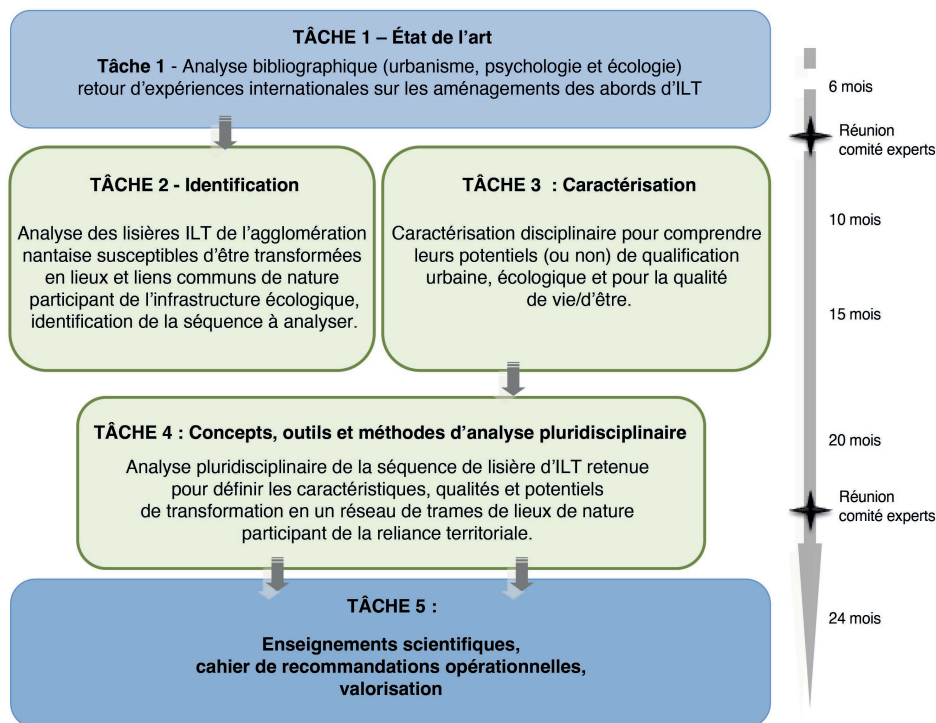 TÂCHE 1 – État de l’art
Tâche 1 - Analyse bibliographique (urbanisme, psychologie et écologie)
retour d’expériences internationales sur les aménagements des abords d’ILT
6 mois
Réunion
comité experts
TÂCHE 2 - Identification
Analyse des lisières ILT de l’agglomération
nantaise susceptibles d’être transformées
en lieux et liens communs de nature
participant de l’infrastructure écologique,
identification de la séquence à analyser.
TÂCHE 3 : Caractérisation
Caractérisation disciplinaire pour comprendre
leurs potentiels (ou non) de qualification
urbaine, écologique et pour la qualité
de vie/d’être.
10 mois
15 mois
TÂCHE 4 : Concepts, outils et méthodes d’analyse pluridisciplinaire
Analyse pluridisciplinaire de la séquence de lisière d’ILT retenue
pour définir les caractéristiques, qualités et potentiels
de transformation en un réseau de trames de lieux de nature
participant de la reliance territoriale.
20 mois
Réunion
comité experts
TÂCHE 5 :
Enseignements scientifiques,
cahier de recommandations opérationnelles,
valorisation
24 mois